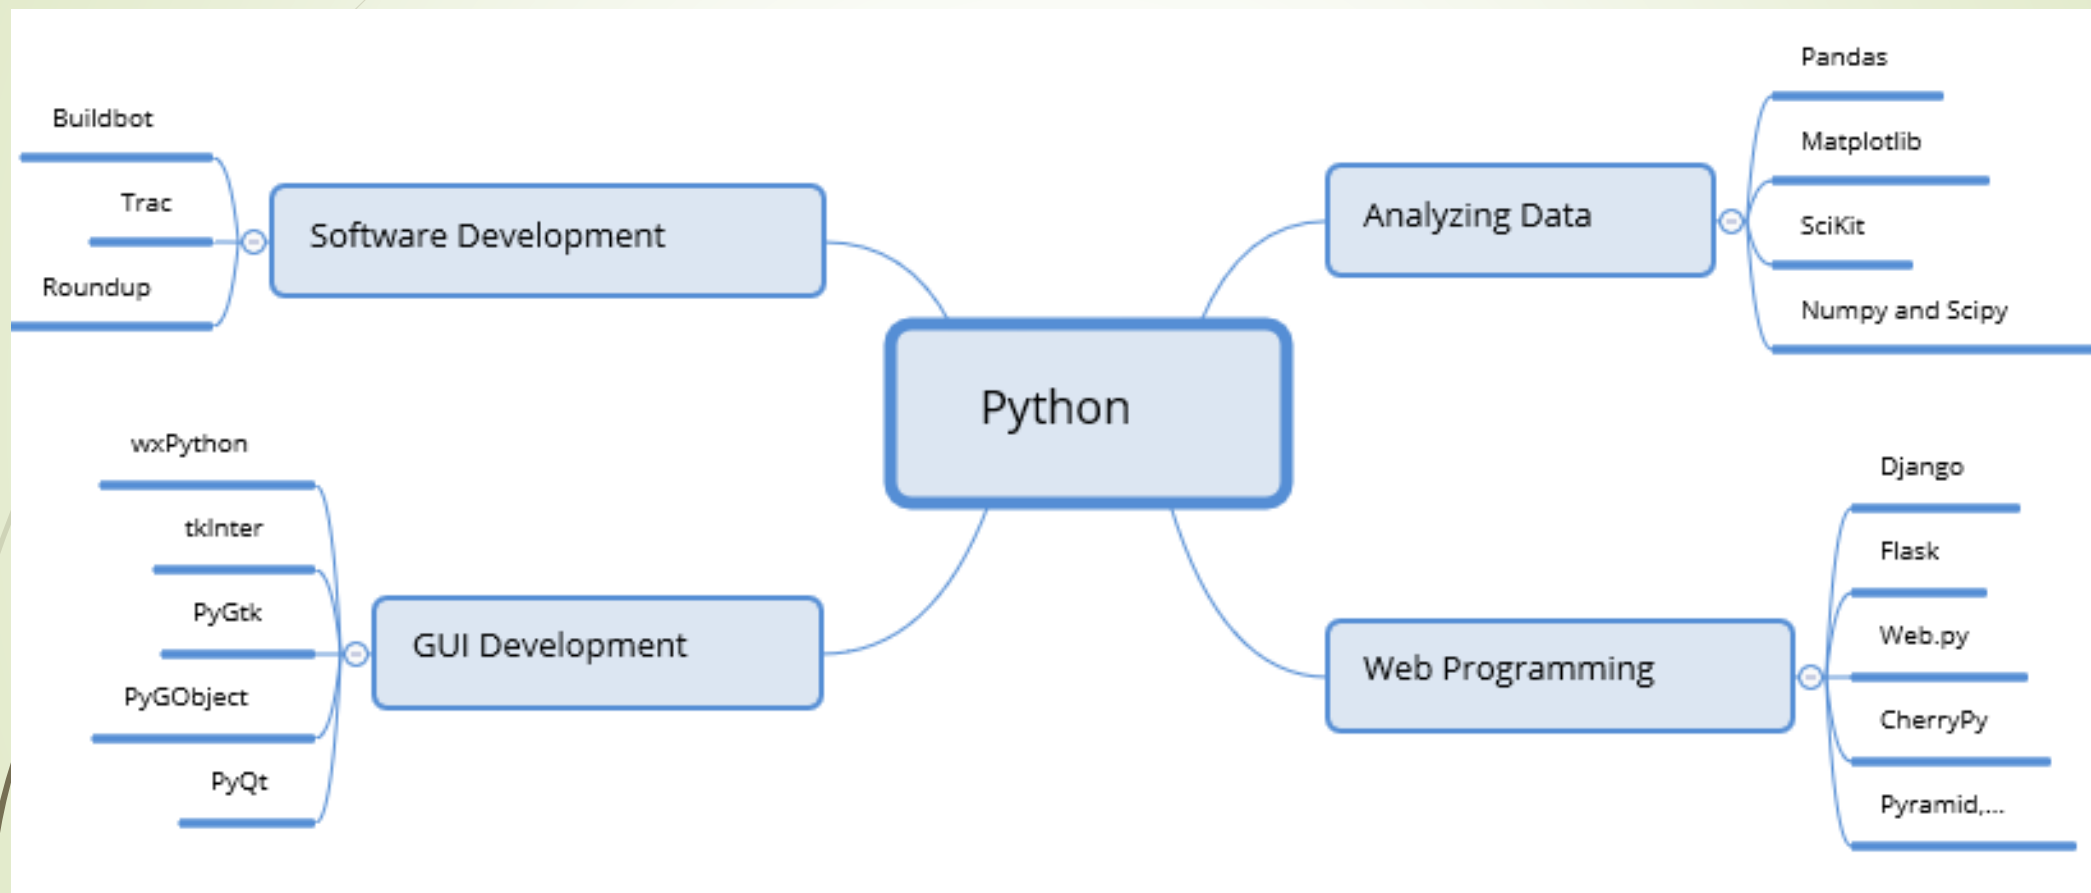 Python
Software Development
Buildbot
Trac
Roundup
GUI Development
wxPython
tkInter
PyGtk
PyGObject
PyQt
Analyzing Data
Pandas
Matplotlib
SciKit
Numpy and Scipy
Web Programming
Django
Flask
Web.py
CherryPy
Pyramid,...